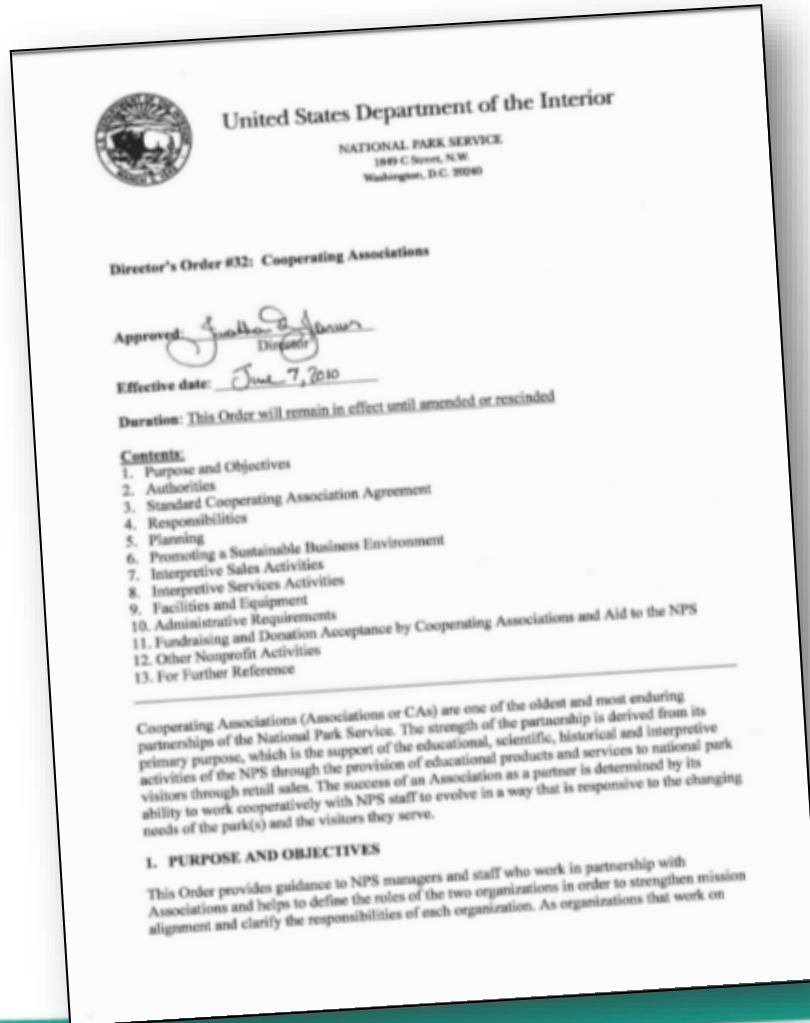 United States Department of the Interior
NATIONAL PARK SERVICE
1849 C Street, N.W.
Washington, D.C. 20240
Director's Order #32: Cooperating Associations
Approved: Jonathan B Jarvis
Director
Effective date: June 7, 2010
Duration: This Order will remain in effect until amended or rescinded
Contents:
1. Purpose and Objectives
2. Authorities
3. Standard Cooperating Association Agreement
4. Responsibilities
5. Planning
6. Promoting a Sustainable Business Environment
7. Interpretive Sales Activities
8. Interpretive Services Activities
9. Facilities and Equipment
10. Administrative Requirements
11. Fundraising and Donation Acceptance by Cooperating Associations and Aid to the NPS
12. Other Nonprofit Activities
13. For Further Reference
Cooperating Associations (Associations or CAs) are one of the oldest and most enduring
partnerships of the National Park Service. The strength of the partnership is derived from its
primary purpose, which is the support of the educational, scientific, historical and interpretive
activities of the NPS through the provision of educational products and services to national park
visitors through retail sales. The success of an Association as a partner is determined by its
ability to work cooperatively with NPS staff to evolve in a way that is responsive to the changing
needs of the park(s) and the visitors they serve.
1. PURPOSE AND OBJECTIVES
This Order provides guidance to NPS managers and staff who work in partnership with
Associations and helps to define the roles of the two organizations in order to strengthen mission
alignment and clarify the responsibilities of each organization. As organizations that work on